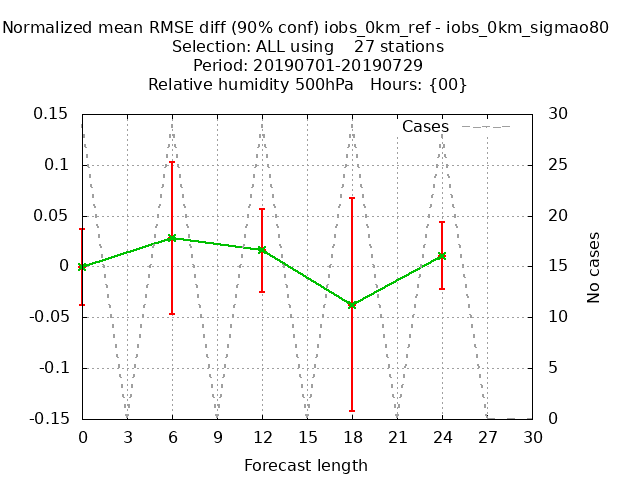 Normalized mean RMSE diff (90% conf) iobs_0km_ref - iobs_0km_sigmao80
Selection: ALL using    27 stations
Period: 20190701-20190729
Relative humidity 500hPa   Hours: {00}
0.15
0.1
0.05
0
-0.05
-0.1
-0.15
Cases
30
25
20
15
10
5
0
No cases
0 3 6 9 12 15 18 21 24 27 30
Forecast length